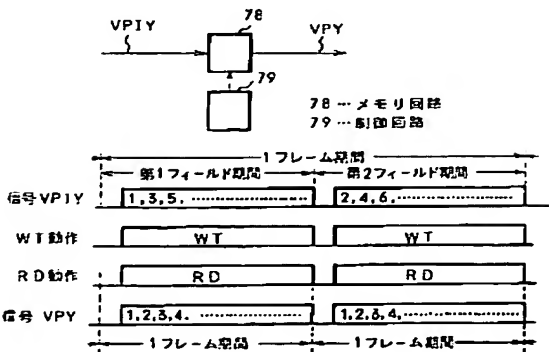 VPIY
78
VPY
79
78…メモリ回路
79…制御回路
1フレーム期間
第1フィールド期間
第2フィールド期間
信号VPIY
1,3,5,
2,4,6,
WT動作
WT
WT
RD動作
RD
RD
信号 VPY
1,2,3,4,
1,2,3,4,
1フレーム期間
1フレーム期間